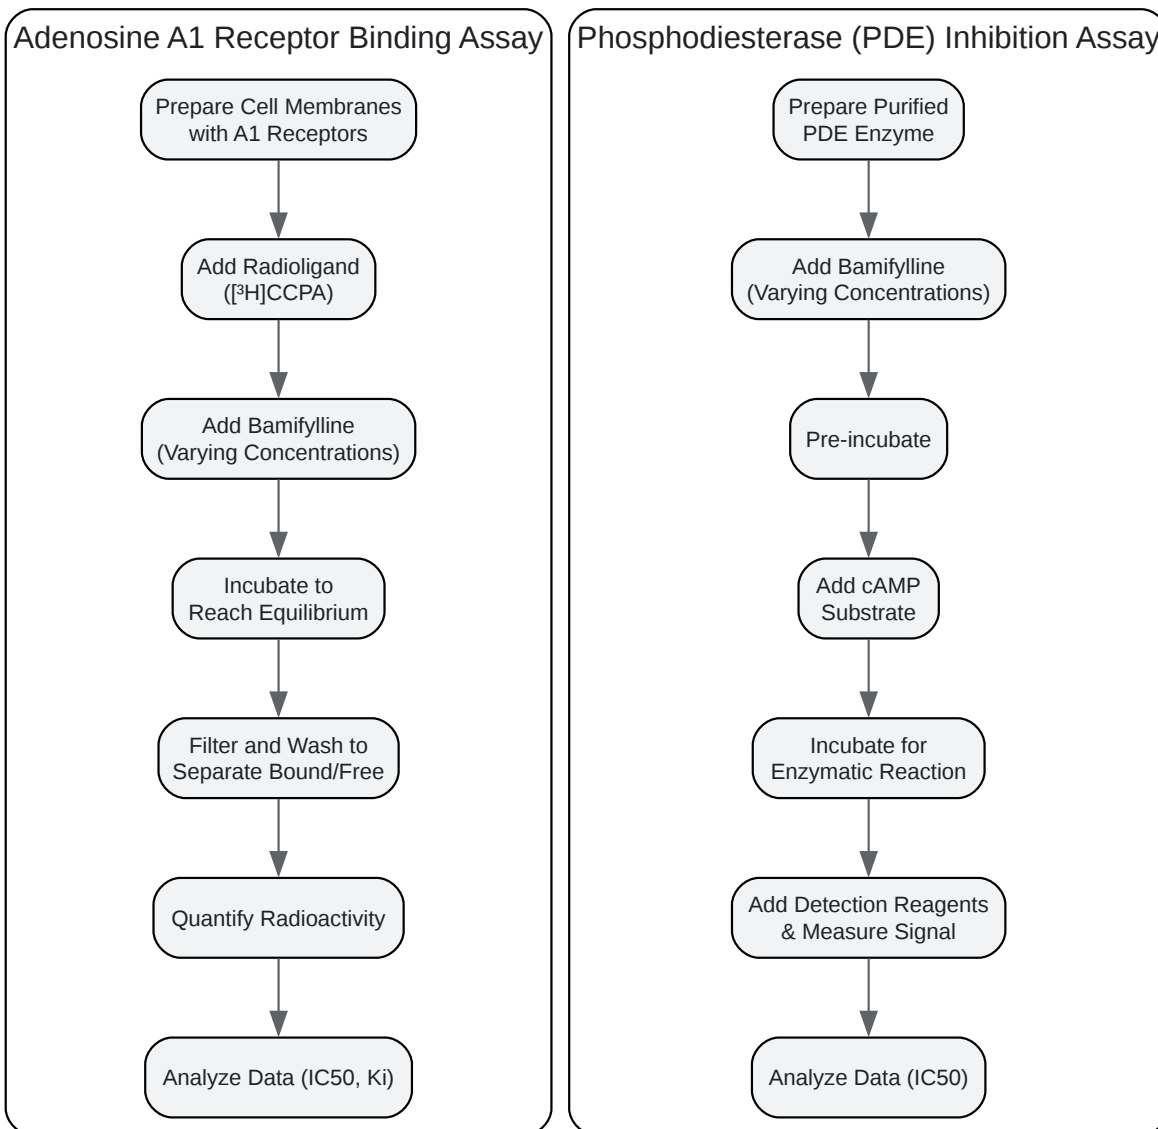 Adenosine A1 Receptor Binding Assay
Prepare Cell Membranes
with A1 Receptors
Add Radioligand
([³H]CCPA)
Add Bamifylline
(Varying Concentrations)
Incubate to
Reach Equilibrium
Filter and Wash to
Separate Bound/Free
Quantify Radioactivity
Analyze Data (IC50, Ki)
Phosphodiesterase (PDE) Inhibition Assay
Prepare Purified
PDE Enzyme
Add Bamifylline
(Varying Concentrations)
Pre-incubate
Add cAMP
Substrate
Incubate for
Enzymatic Reaction
Add Detection Reagents
& Measure Signal
Analyze Data (IC50)